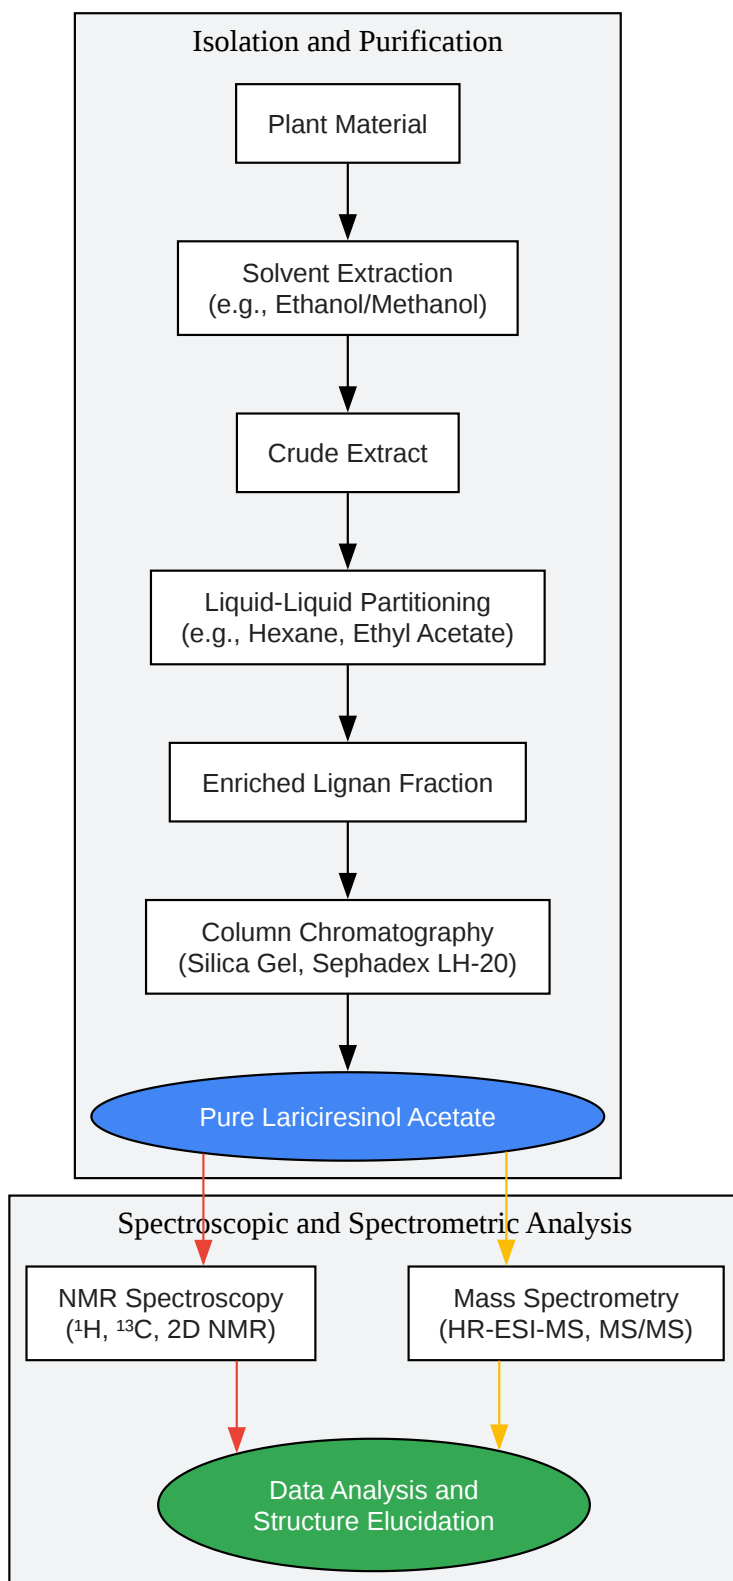 Isolation and Purification
Plant Material
Solvent Extraction
(e.g., Ethanol/Methanol)
Crude Extract
Liquid-Liquid Partitioning
(e.g., Hexane, Ethyl Acetate)
Enriched Lignan Fraction
Column Chromatography
(Silica Gel, Sephadex LH-20)
Pure Lariciresinol Acetate
Spectroscopic and Spectrometric Analysis
NMR Spectroscopy
(¹H, ¹³C, 2D NMR)
Mass Spectrometry
(HR-ESI-MS, MS/MS)
Data Analysis and
Structure Elucidation